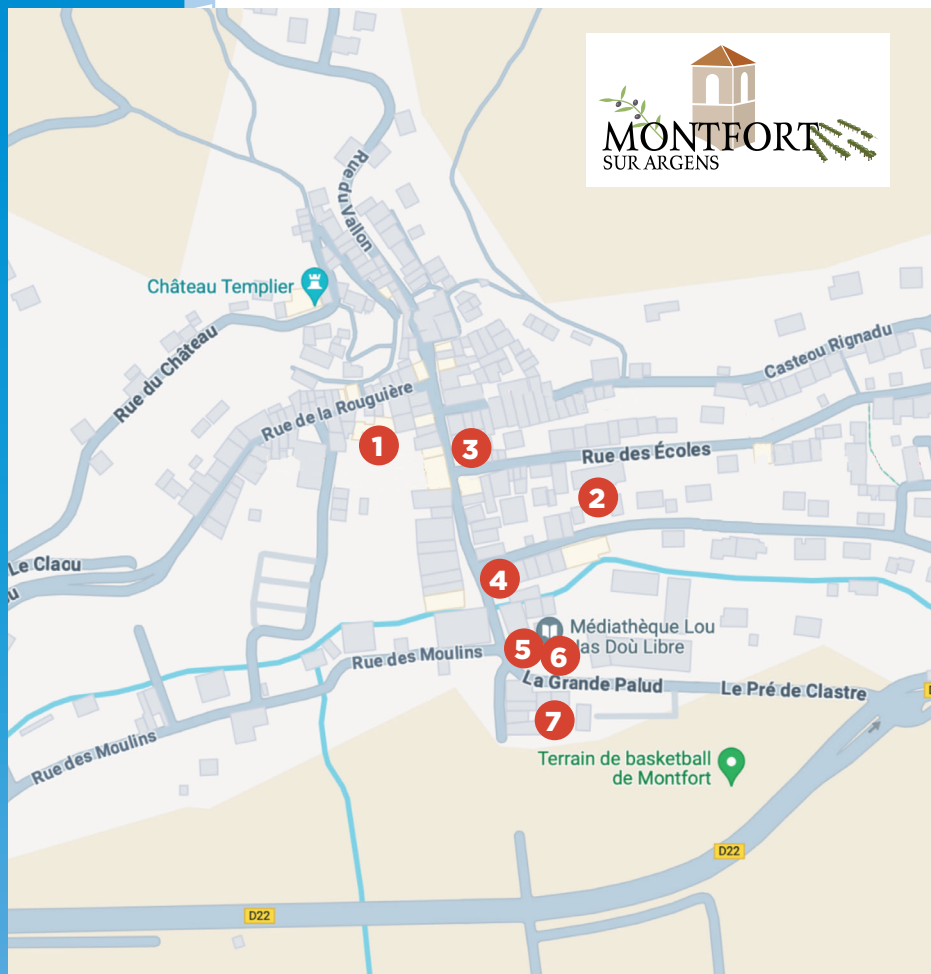 MONTFORT
SUR ARGENS
Rue du Vallon
Château Templier
Rue du Château
Casteou Rignadu
Rue de la Rouguière
1
3
Rue des Écoles
2
Le Claou
4
Médiathèque Lou
Doù Libre
5
6
Rue des Moulins
La Grande Palud
Le Pré de Clastre
7
Rue des Moulins
Terrain de basketball
de Montfort
D22
D22